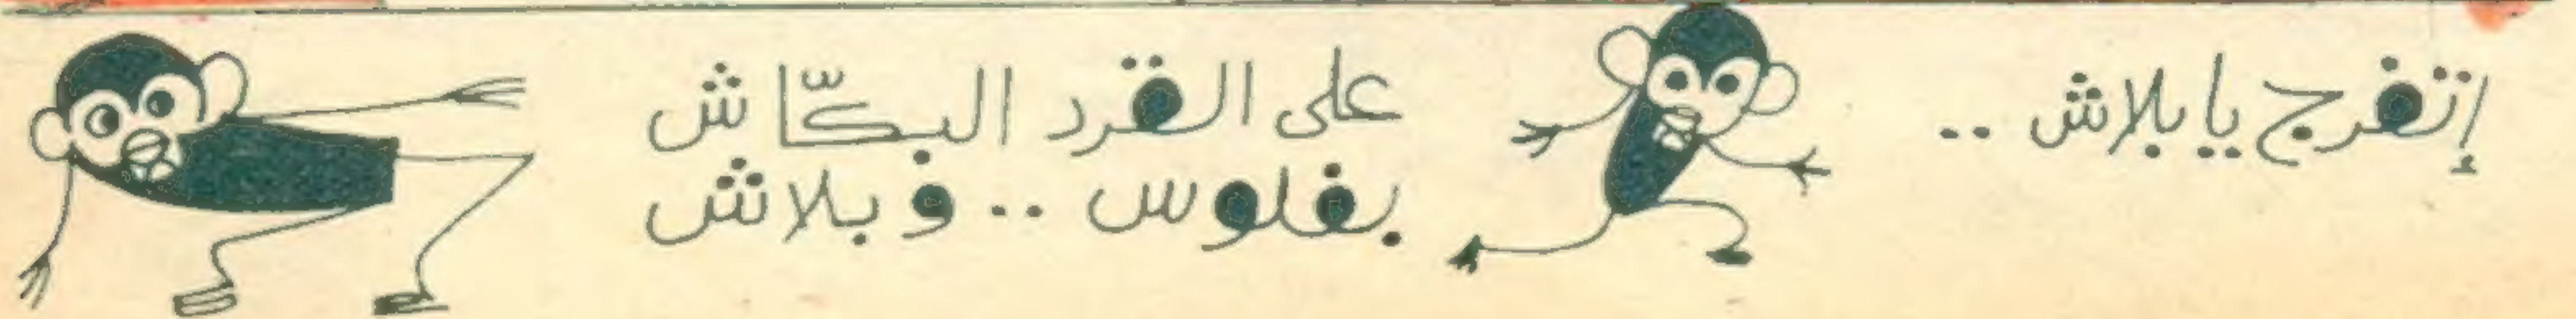 إتفرج يا بلاش ..
على القرد البكّاش
بفلوس .. و بلاش